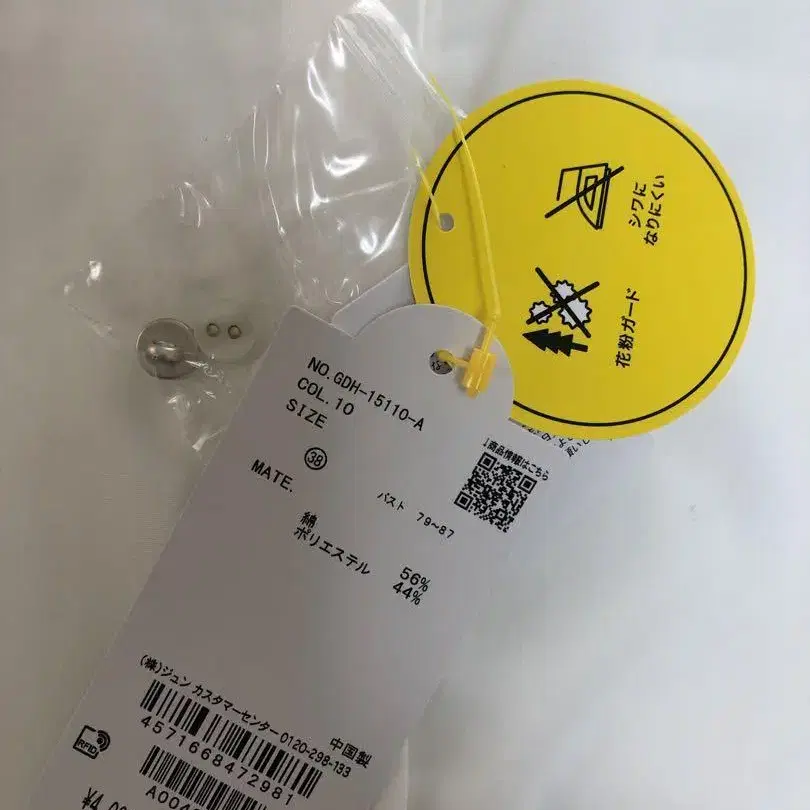 シワに
なりにくい
花粉ガード
NO.GDH-15110-A
COL.10
SIZE
38
バスト 79~87
MATE.
綿 56%
ポリエステル 44%
商品情報はこちら
(株)ジュン カスタマーセンター 0120-298-133
中国製
4571668472981
RFID